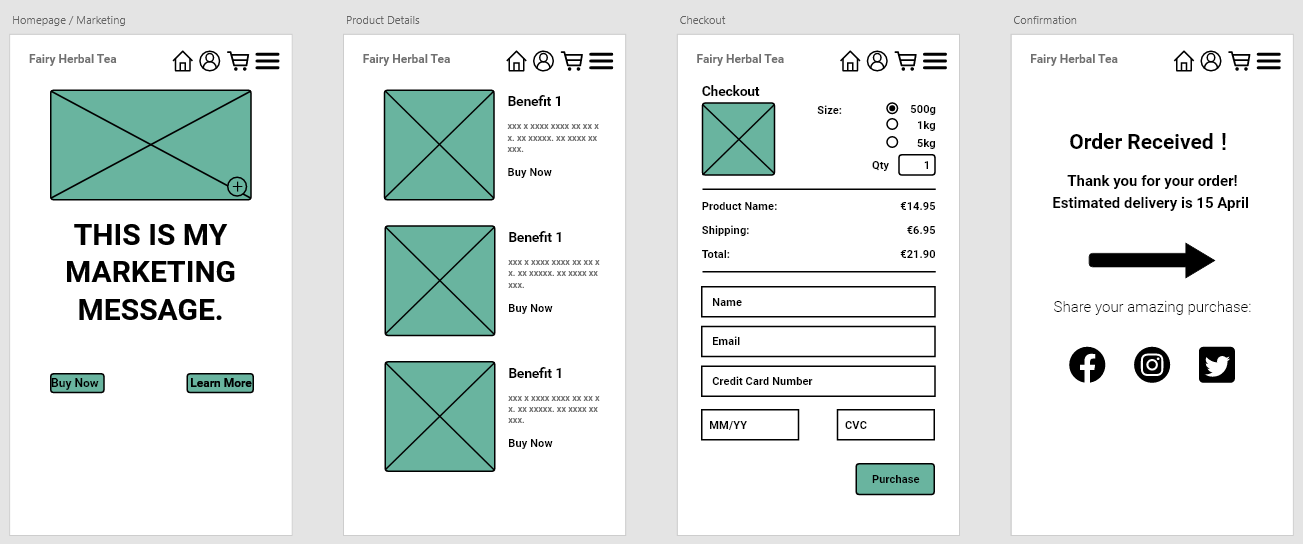 Homepage / Marketing
Fairy Herbal Tea
THIS IS MY
MARKETING
MESSAGE.
Buy Now
Learn More
Product Details
Fairy Herbal Tea
Benefit 1
xxx x xxxx xxxx xx xx x
x. xx xxxxx. xx xxxx xx
xxx.
Buy Now
Benefit 1
xxx x xxxx xxxx xx xx x
x. xx xxxxx. xx xxxx xx
xxx.
Buy Now
Benefit 1
xxx x xxxx xxxx xx xx x
x. xx xxxxx. xx xxxx xx
xxx.
Buy Now
Checkout
Fairy Herbal Tea
Checkout
Size:
500g
1kg
5kg
Qty 1
Product Name: €14.95
Shipping: €6.95
Total: €21.90
Name
Email
Credit Card Number
MM/YY
CVC
Purchase
Confirmation
Fairy Herbal Tea
Order Received !
Thank you for your order!
Estimated delivery is 15 April
Share your amazing purchase: